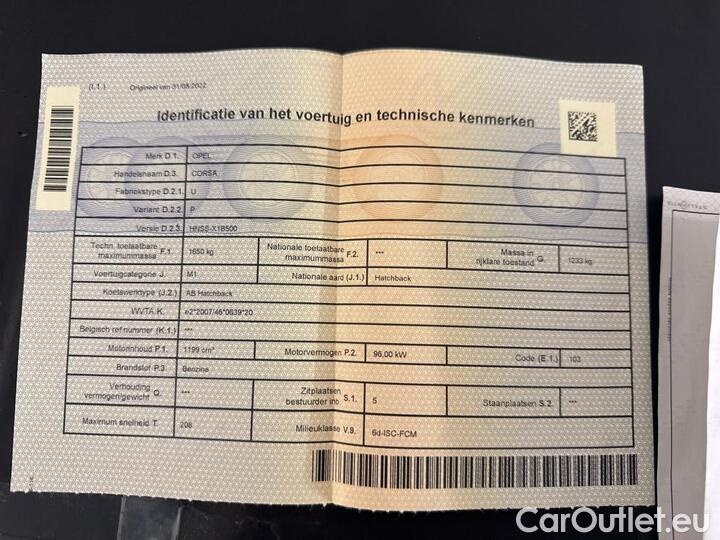 (I.1.) Origineel van 31/08/2022
Identificatie van het voertuig en technische kenmerken
Merk D.1. OPEL
Handelsnaam D.3. CORSA
Fabriekstype D.2.1. U
Variant D.2.2. P
Versie D.2.3. HNSS-X1B500
Techn. toelaatbare maximummassa F.1. 1650 kg Nationale toelaatbare maximummassa F.2. *** Massa in rijklare toestand G. 1233 kg
Voertuigcategorie J. M1 Nationale aard (J.1.) Hatchback
Koetswerktype (J.2.) AB Hatchback
WVTA K. e2*2007/46*0639*20
Belgisch ref nummer (K.1.) ***
Motorinhoud P.1. 1199 cm³ Motorvermogen P.2. 96,00 kW Code (E.1.) 103
Brandstof P.3. Benzine
Verhouding vermogen/gewicht Q. *** Zitplaatsen bestuurder inb. S.1. 5 Staanplaatsen S.2. ***
Maximum snelheid T. 208 Milieuklasse V.9. 6d-ISC-FCM
CarOutlet.eu